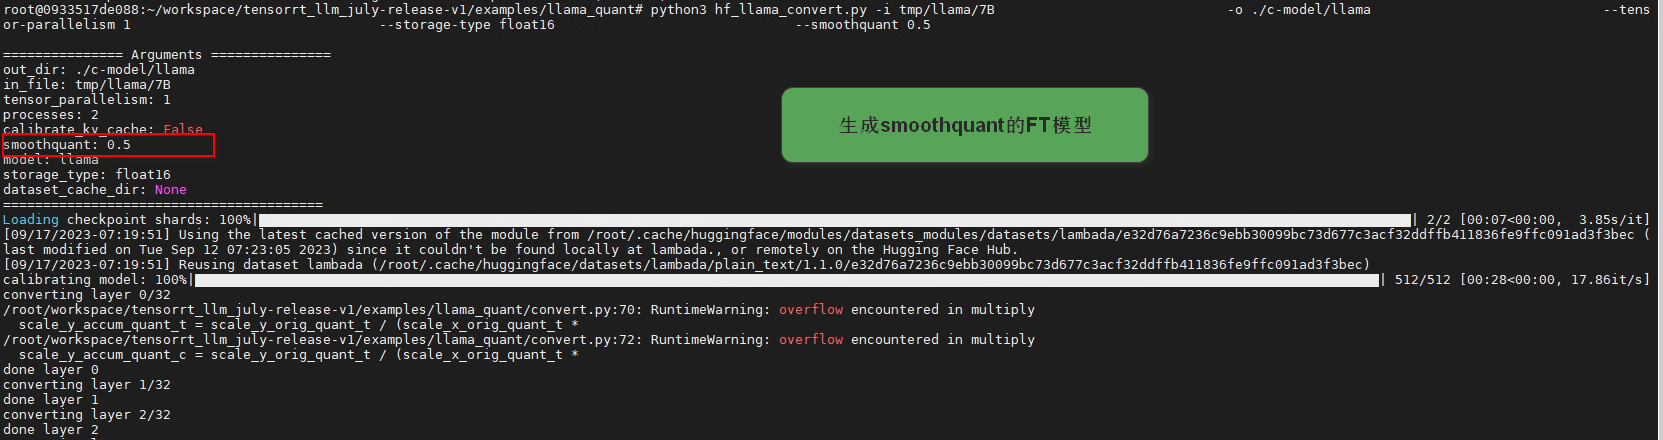 root@0933517de088:~/workspace/tensorrt_llm_july-release-v1/examples/llama_quant# python3 hf_llama_convert.py -i tmp/llama/7B -o ./c-model/llama --tens
or-parallelism 1 --storage-type float16 --smoothquant 0.5
=============== Arguments ===============
out_dir: ./c-model/llama
in_file: tmp/llama/7B
tensor_parallelism: 1
processes: 2
calibrate_kv_cache: False
smoothquant: 0.5
model: llama
storage_type: float16
dataset_cache_dir: None
========================================
生成smoothquant的FT模型
Loading checkpoint shards: 100%|| 2/2 [00:07<00:00,  3.85s/it]
[09/17/2023-07:19:51] Using the latest cached version of the module from /root/.cache/huggingface/modules/datasets_modules/datasets/lambada/e32d76a7236c9ebb30099bc73d677c3acf32ddffb411836fe9ffc091ad3f3bec (
last modified on Tue Sep 12 07:23:05 2023) since it couldn't be found locally at lambada., or remotely on the Hugging Face Hub.
[09/17/2023-07:19:51] Reusing dataset lambada (/root/.cache/huggingface/datasets/lambada/plain_text/1.1.0/e32d76a7236c9ebb30099bc73d677c3acf32ddffb411836fe9ffc091ad3f3bec)
calibrating model: 100%|| 512/512 [00:28<00:00, 17.86it/s]
converting layer 0/32
/root/workspace/tensorrt_llm_july-release-v1/examples/llama_quant/convert.py:70: RuntimeWarning: overflow encountered in multiply
scale_y_accum_quant_t = scale_y_orig_quant_t / (scale_x_orig_quant_t *
/root/workspace/tensorrt_llm_july-release-v1/examples/llama_quant/convert.py:72: RuntimeWarning: overflow encountered in multiply
scale_y_accum_quant_c = scale_y_orig_quant_t / (scale_x_orig_quant_t *
done layer 0
converting layer 1/32
done layer 1
converting layer 2/32
done layer 2